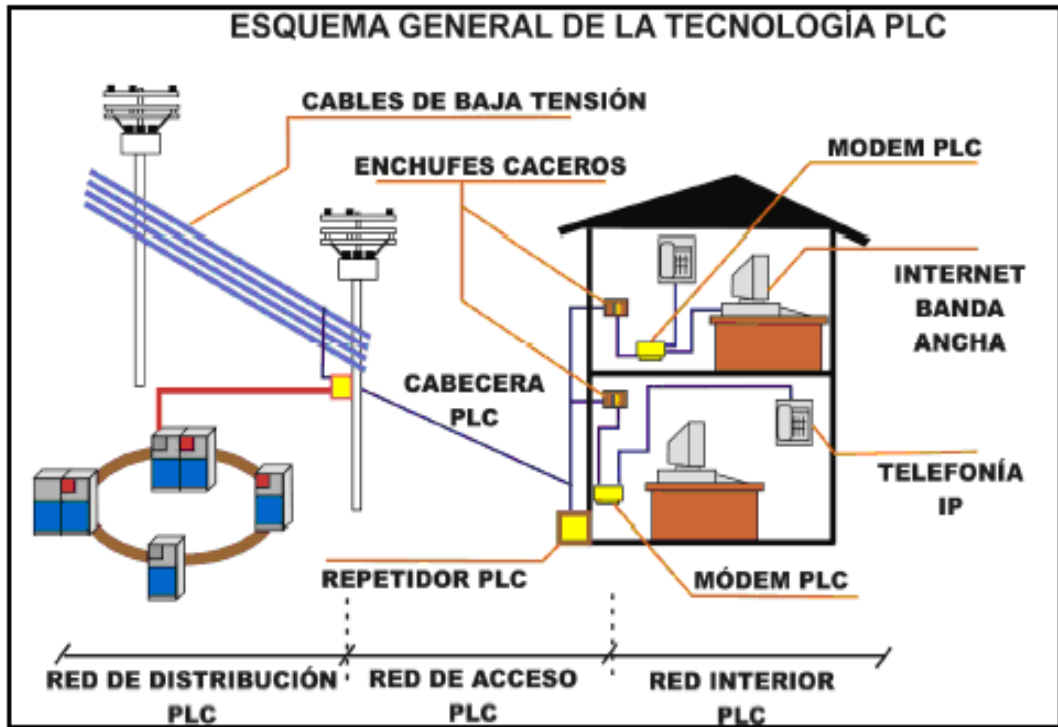 ESQUEMA GENERAL DE LA TECNOLOGÍA PLC
CABLES DE BAJA TENSIÓN
ENCHUFES CACEROS
MODEM PLC
INTERNET
BANDA
ANCHA
CABECERA
PLC
TELEFONÍA
IP
REPETIDOR PLC
MÓDEM PLC
RED DE DISTRIBUCIÓN
PLC
RED DE ACCESO
PLC
RED INTERIOR
PLC